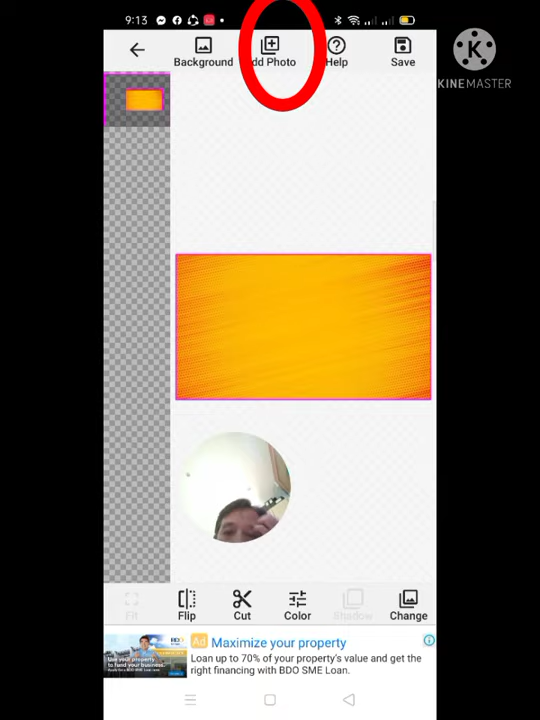 9:13
Background
dd Photo
Help
Save
KINEMASTER
Fit
Flip
Cut
Color
Shadow
Change
Ad Maximize your property
Loan up to 70% of your property's value and get the
right financing with BDO SME Loan.